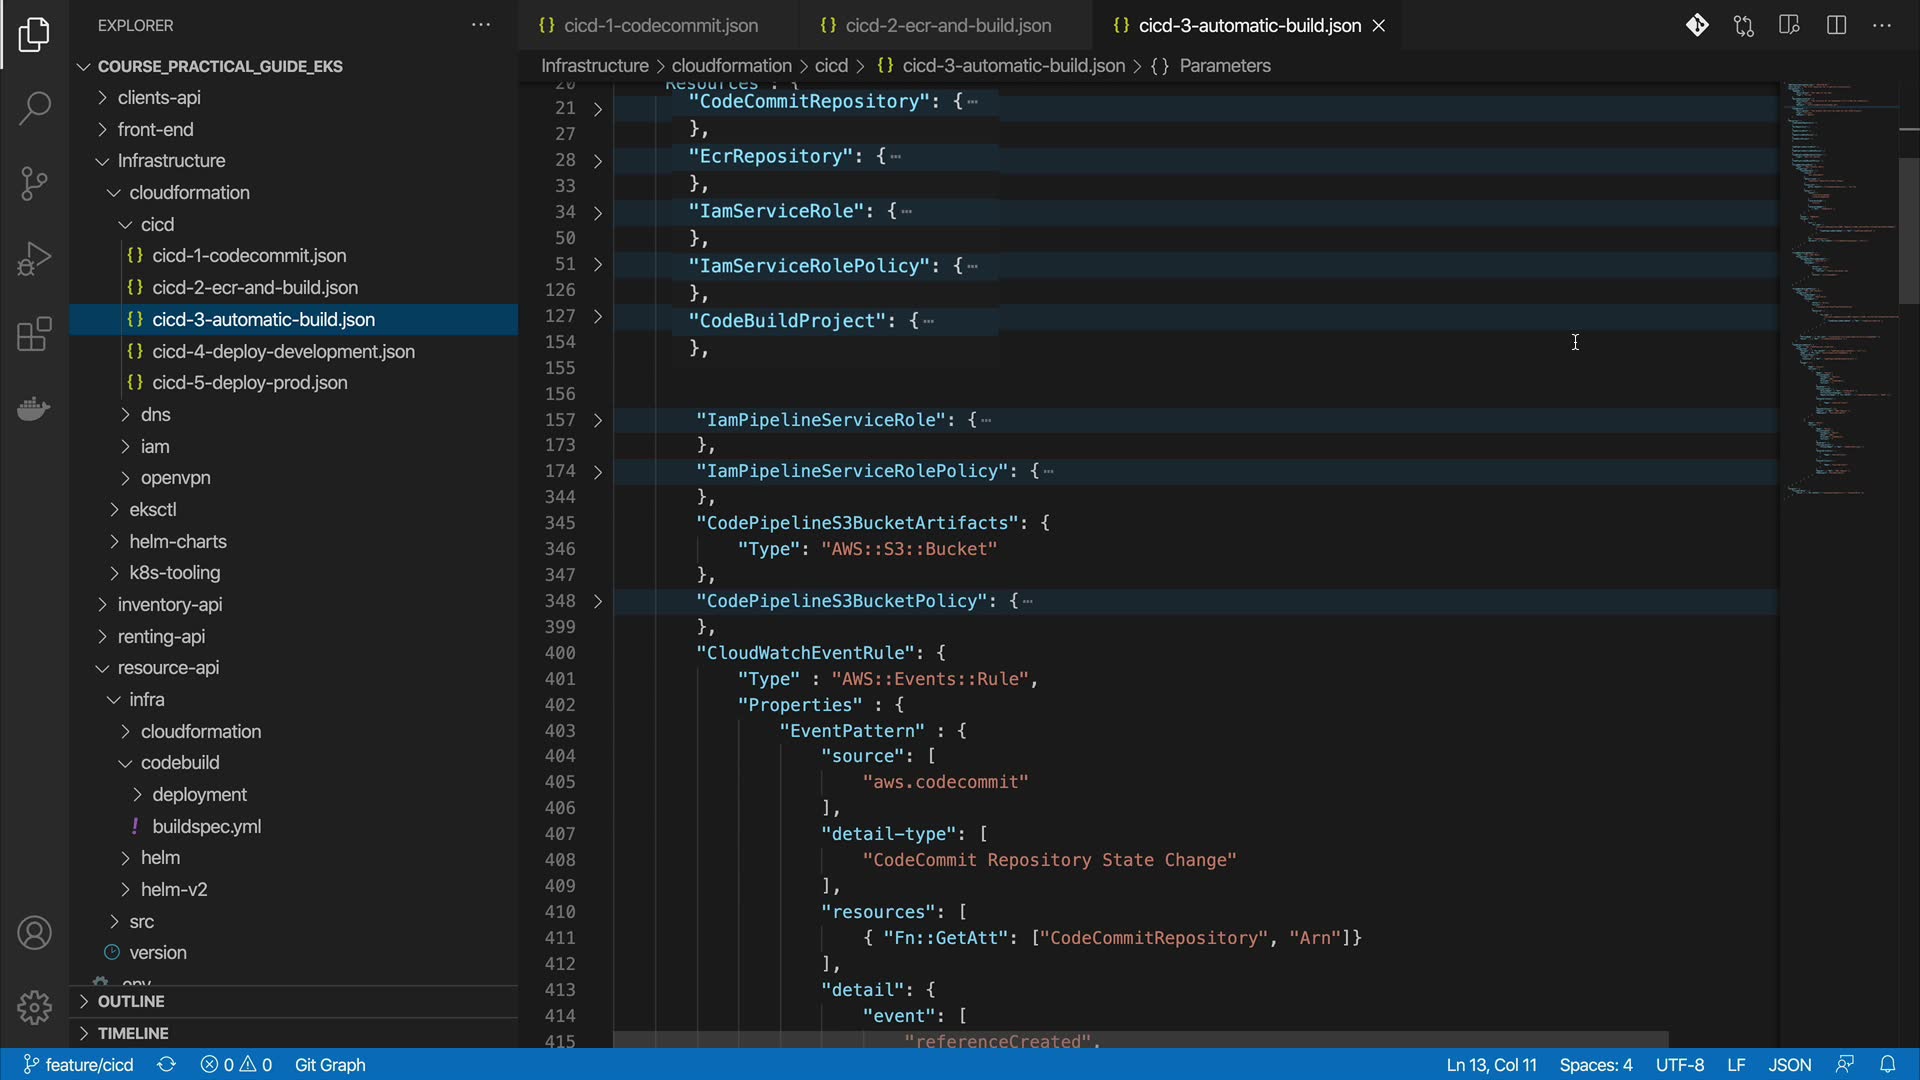 EXPLORER
COURSE_PRACTICAL_GUIDE_EKS
clients-api
front-end
Infrastructure
cloudformation
cicd
{} cicd-1-codecommit.json
{} cicd-2-ecr-and-build.json
{} cicd-3-automatic-build.json
{} cicd-4-deploy-development.json
{} cicd-5-deploy-prod.json
dns
iam
openvpn
eksctl
helm-charts
k8s-tooling
inventory-api
renting-api
resource-api
infra
cloudformation
codebuild
deployment
! buildspec.yml
helm
helm-v2
src
version
env
OUTLINE
TIMELINE
{} cicd-1-codecommit.json {} cicd-2-ecr-and-build.json {} cicd-3-automatic-build.json
Infrastructure > cloudformation > cicd > {} cicd-3-automatic-build.json > {} Parameters
20 "Resources" : {
21 "CodeCommitRepository": {…
27 },
28 "EcrRepository": {…
33 },
34 "IamServiceRole": {…
50 },
51 "IamServiceRolePolicy": {…
126 },
127 "CodeBuildProject": {…
154 },
155
156
157 "IamPipelineServiceRole": {…
173 },
174 "IamPipelineServiceRolePolicy": {…
344 },
345 "CodePipelineS3BucketArtifacts": {
346 "Type": "AWS::S3::Bucket"
347 },
348 "CodePipelineS3BucketPolicy": {…
399 },
400 "CloudWatchEventRule": {
401 "Type" : "AWS::Events::Rule",
402 "Properties" : {
403 "EventPattern" : {
404 "source": [
405 "aws.codecommit"
406 ],
407 "detail-type": [
408 "CodeCommit Repository State Change"
409 ],
410 "resources": [
411 { "Fn::GetAtt": ["CodeCommitRepository", "Arn"]}
412 ],
413 "detail": {
414 "event": [
415 "referenceCreated",
feature/cicd 0 0 Git Graph Ln 13, Col 11 Spaces: 4 UTF-8 LF JSON